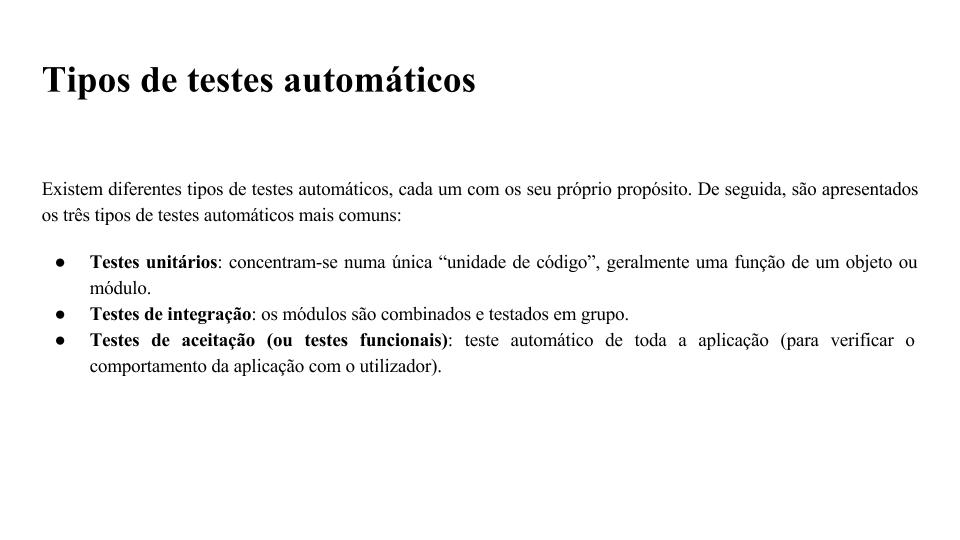 Tipos de testes automáticos
Existem diferentes tipos de testes automáticos, cada um com os seu próprio propósito. De seguida, são apresentados
os três tipos de testes automáticos mais comuns:
● Testes unitários: concentram-se numa única “unidade de código”, geralmente uma função de um objeto ou
módulo.
● Testes de integração: os módulos são combinados e testados em grupo.
● Testes de aceitação (ou testes funcionais): teste automático de toda a aplicação (para verificar o
comportamento da aplicação com o utilizador).